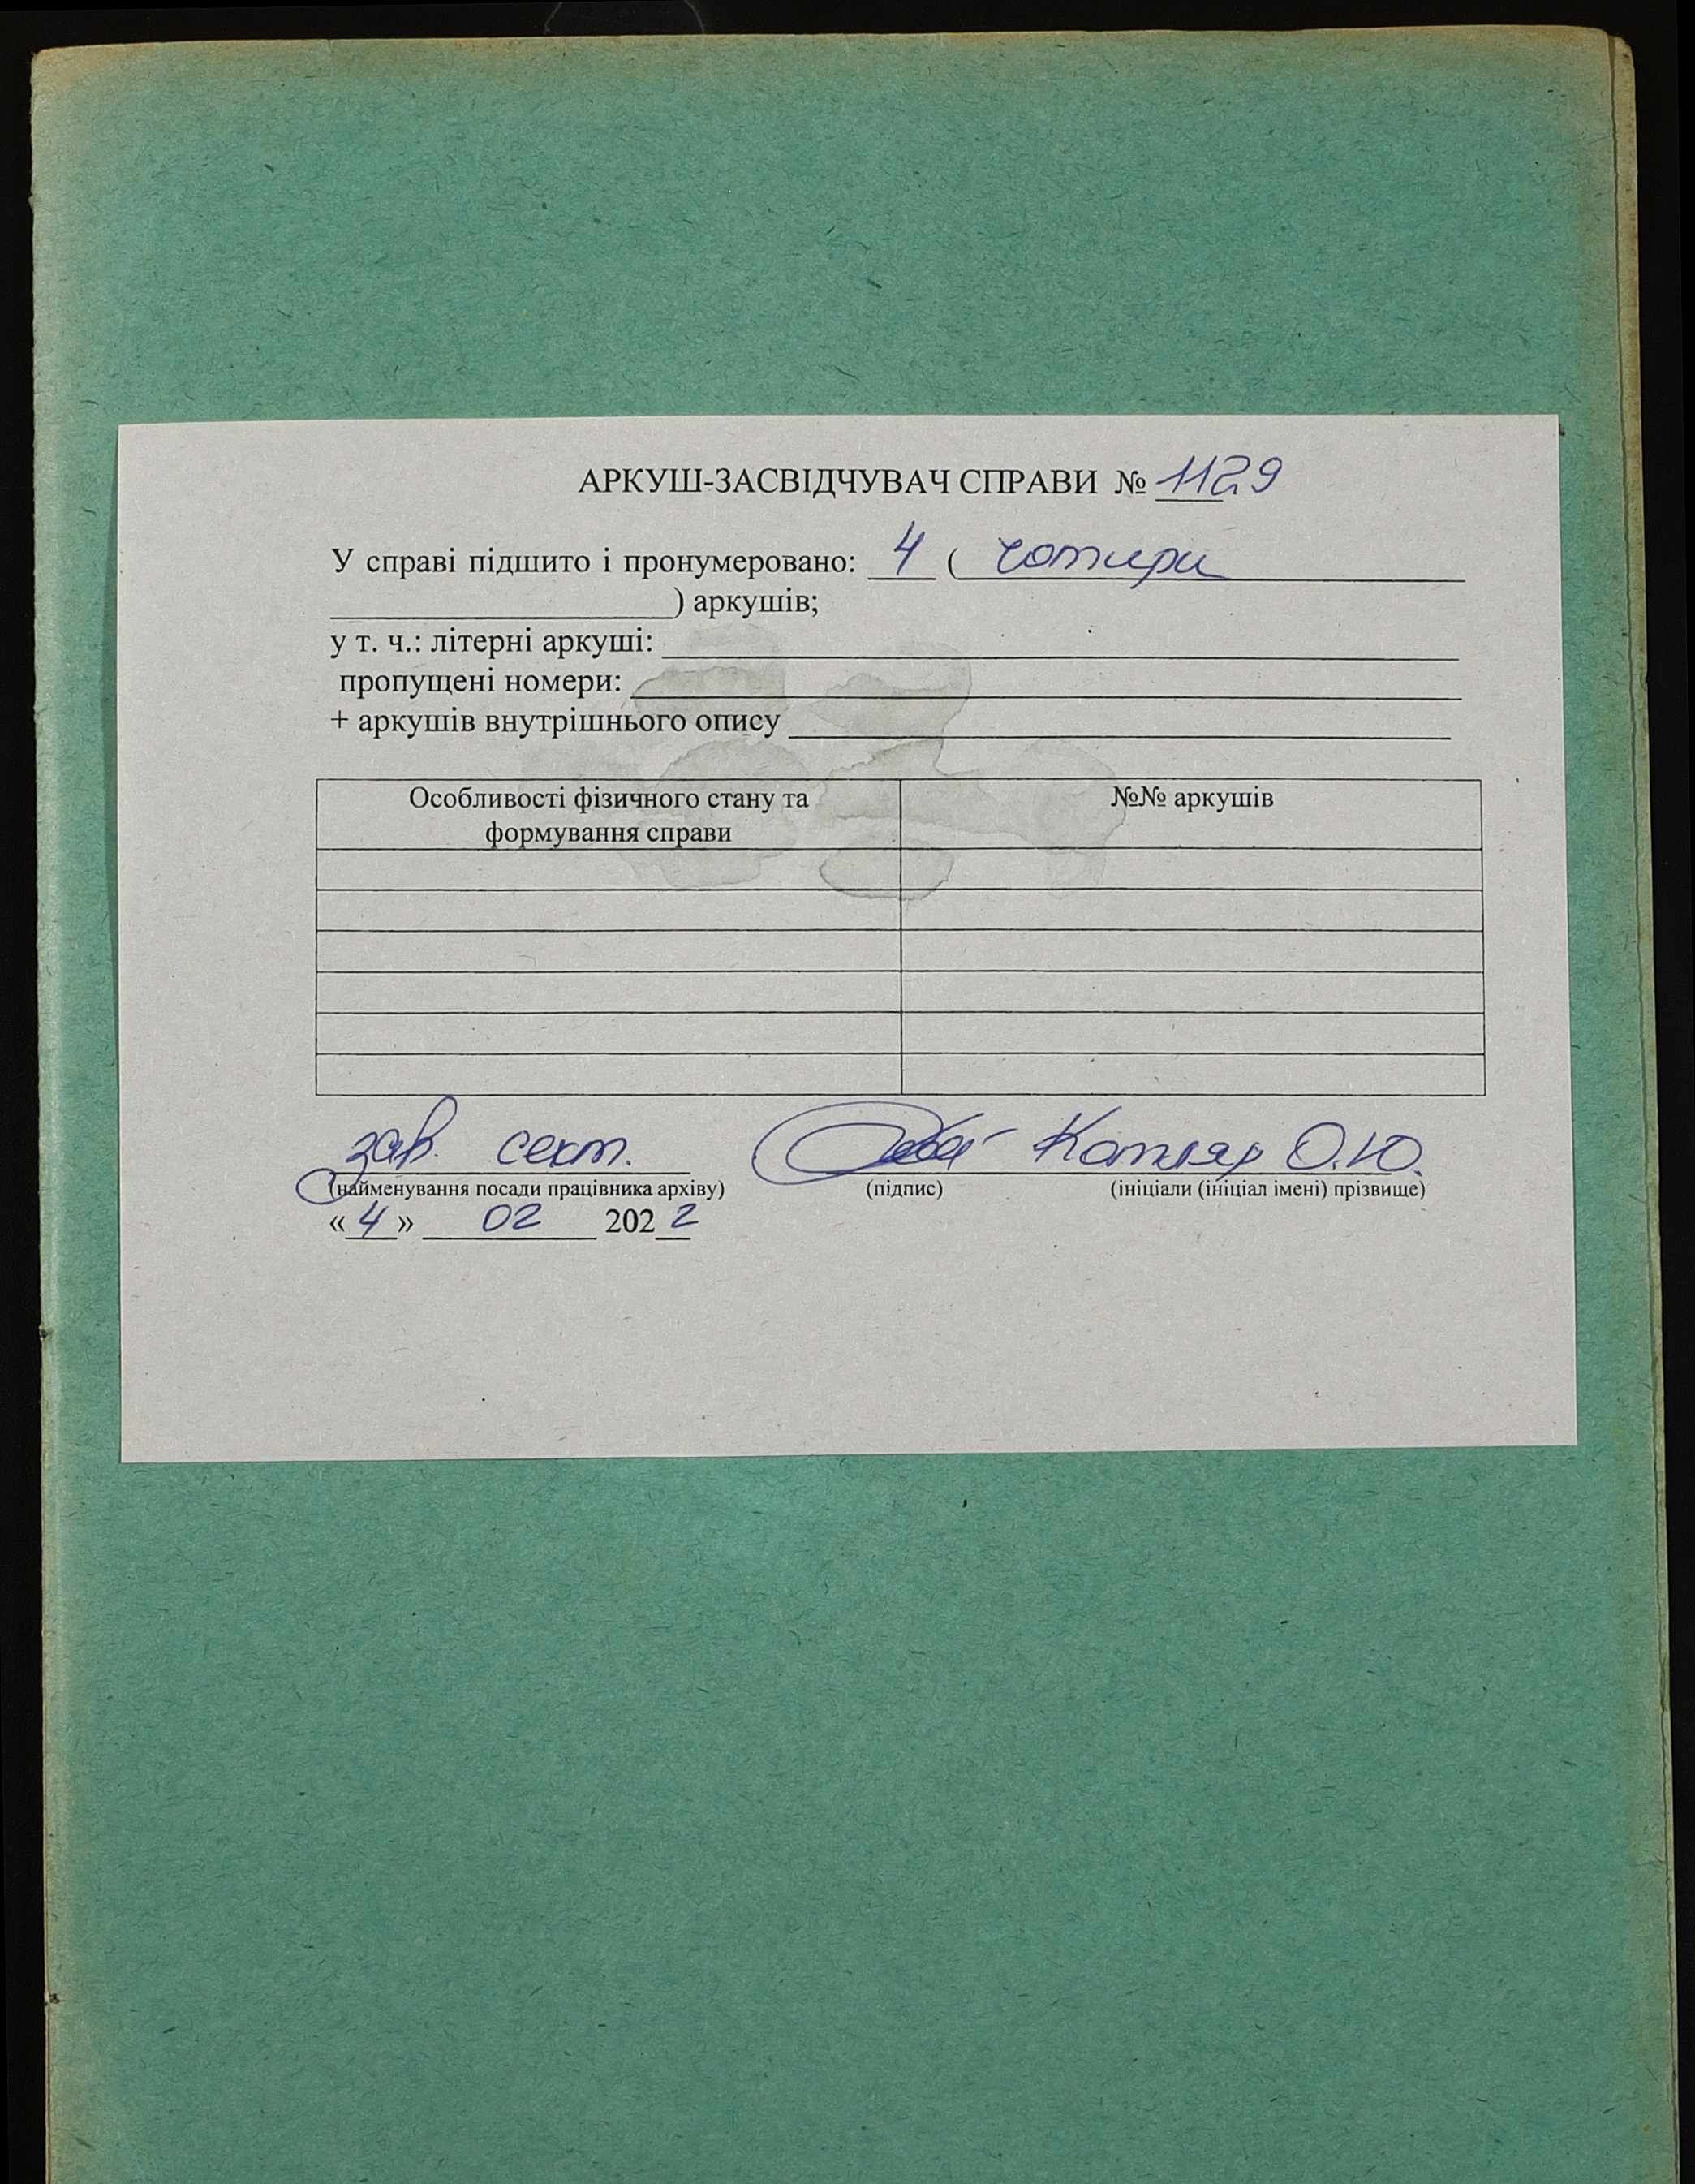 АРКУШ-ЗАСВІДЧУВАЧ СПРАВИ № 1129
У справі підшито і пронумеровано: 4 ( чотири
) аркушів;
у т. ч.: літерні аркуші:
пропущені номери:
+ аркушів внутрішнього опису
Особливості фізичного стану та формування справи	№№ аркушів
зав. сект. Котляр О.Ю.
(найменування посади працівника архіву) (підпис) (ініціали (ініціал імені) прізвище)
« 4 » 02 2022